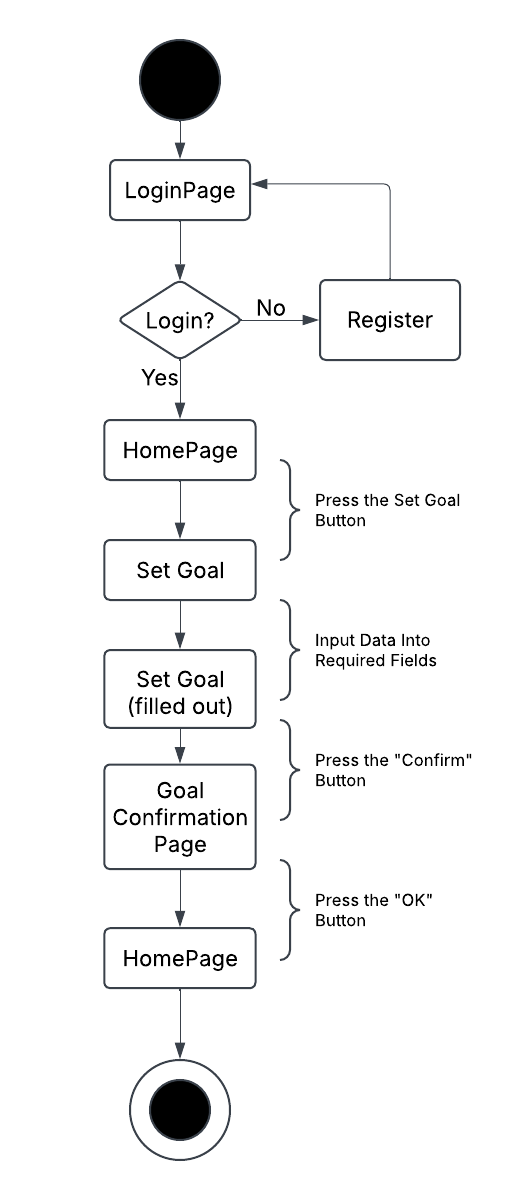 LoginPage
Login?
No
Register
Yes
HomePage
Press the Set Goal
Button
Set Goal
Input Data Into
Required Fields
Set Goal
(filled out)
Press the "Confirm"
Button
Goal
Confirmation
Page
Press the "OK"
Button
HomePage